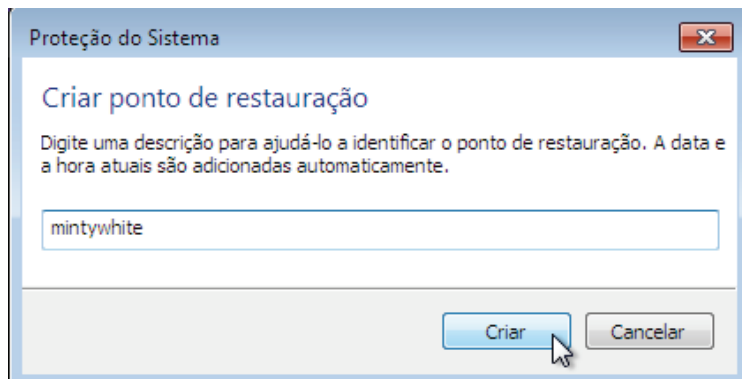 Proteção do Sistema
Criar ponto de restauração
Digite uma descrição para ajudá-lo a identificar o ponto de restauração. A data e
a hora atuais são adicionadas automaticamente.
mintywhite
Criar Cancelar